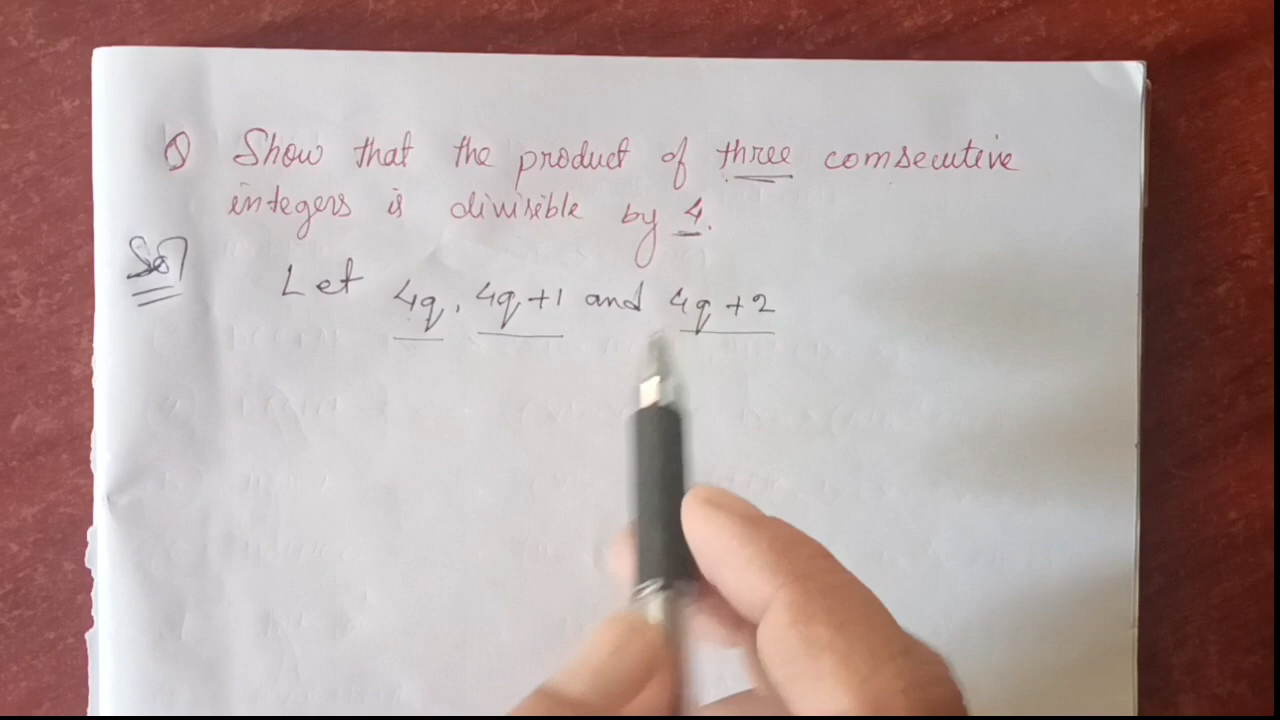 Q Show that the product of three comsecutive
integers is divisible by 4.
Sol
Let 4q, 4q+1 and 4q+2